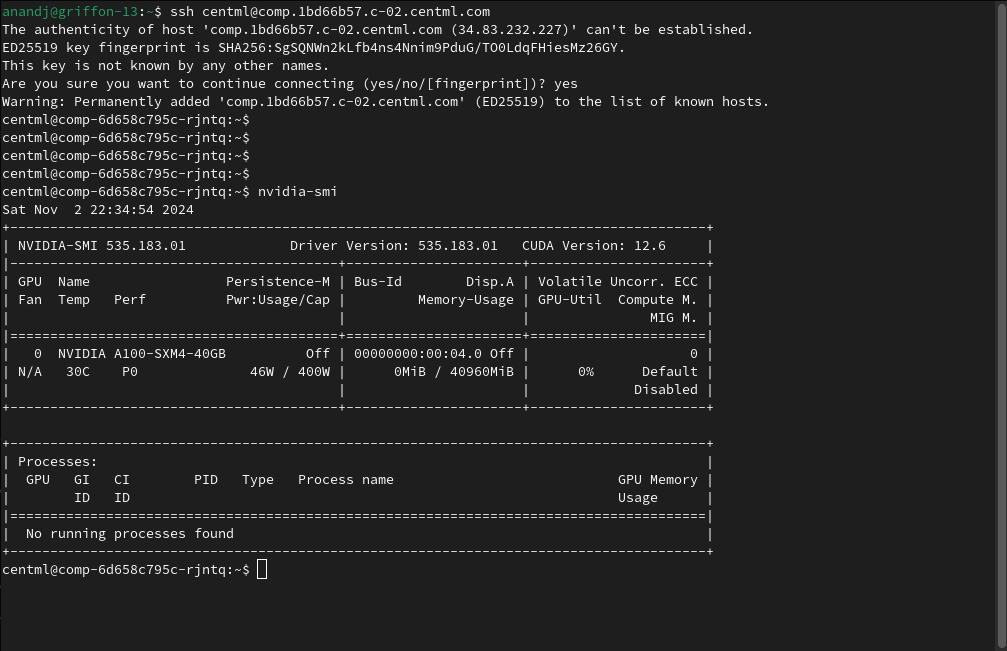 anandj@griffon-13:~$ ssh centml@comp.1bd66b57.c-02.centml.com
The authenticity of host 'comp.1bd66b57.c-02.centml.com (34.83.232.227)' can't be established.
ED25519 key fingerprint is SHA256:SgSQNWn2kLfb4ns4Nnim9PduG/TO0LdqFHiesMz26GY.
This key is not known by any other names.
Are you sure you want to continue connecting (yes/no/[fingerprint])? yes
Warning: Permanently added 'comp.1bd66b57.c-02.centml.com' (ED25519) to the list of known hosts.
centml@comp-6d658c795c-rjntq:~$
centml@comp-6d658c795c-rjntq:~$
centml@comp-6d658c795c-rjntq:~$
centml@comp-6d658c795c-rjntq:~$
centml@comp-6d658c795c-rjntq:~$ nvidia-smi
Sat Nov  2 22:34:54 2024
+---------------------------------------------------------------------------------------+
| NVIDIA-SMI 535.183.01             Driver Version: 535.183.01   CUDA Version: 12.6     |
|-----------------------------------------+----------------------+----------------------+
| GPU  Name                 Persistence-M | Bus-Id        Disp.A | Volatile Uncorr. ECC |
| Fan  Temp   Perf          Pwr:Usage/Cap |         Memory-Usage | GPU-Util  Compute M. |
|                                         |                      |               MIG M. |
|=========================================+======================+======================|
|   0  NVIDIA A100-SXM4-40GB          Off | 00000000:00:04.0 Off |                    0 |
| N/A   30C    P0              46W / 400W |      0MiB / 40960MiB |      0%      Default |
|                                         |                      |             Disabled |
+-----------------------------------------+----------------------+----------------------+

+---------------------------------------------------------------------------------------+
| Processes:                                                                            |
|  GPU   GI   CI        PID   Type   Process name                            GPU Memory |
|        ID   ID                                                             Usage      |
|=======================================================================================|
|  No running processes found                                                           |
+---------------------------------------------------------------------------------------+
centml@comp-6d658c795c-rjntq:~$